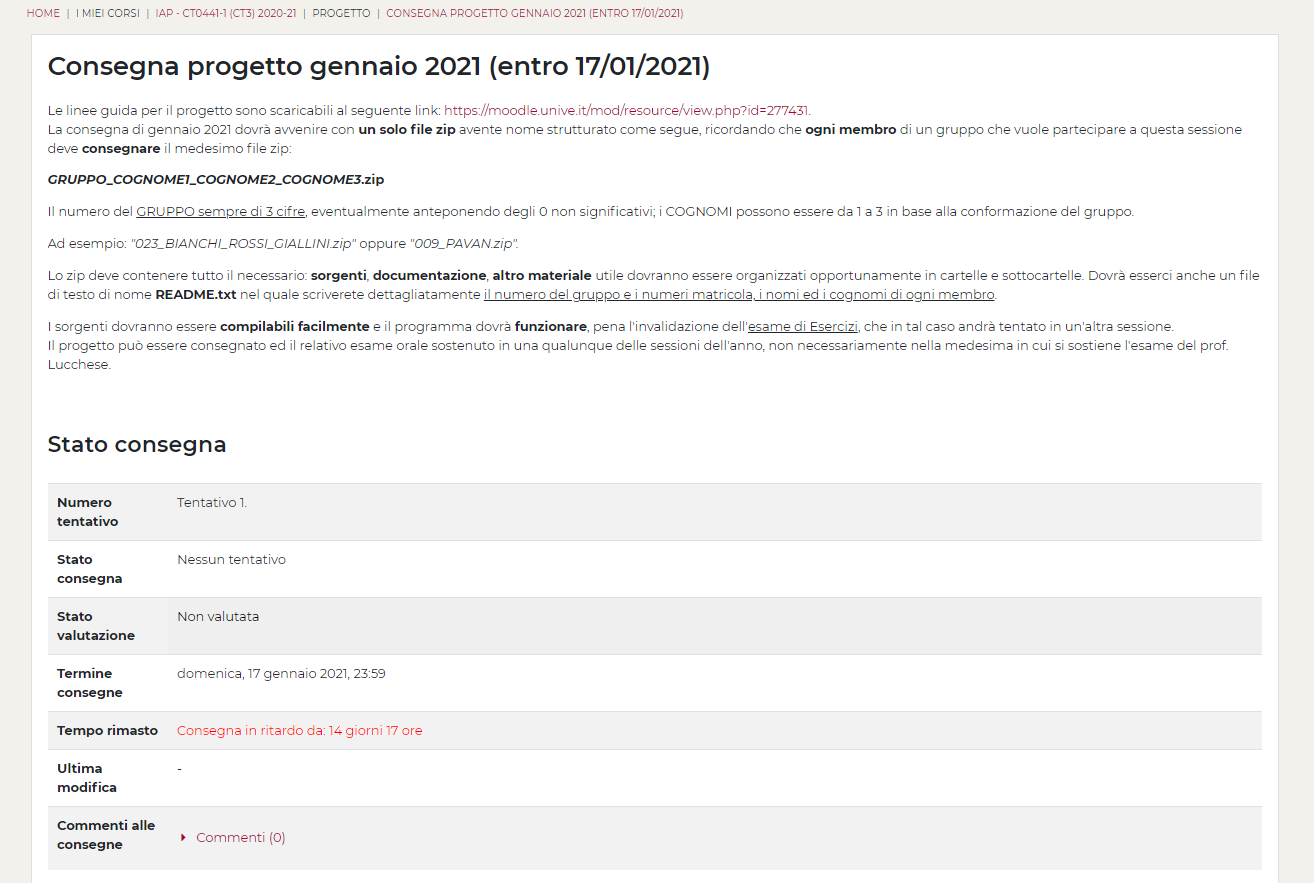 HOME | I MIEI CORSI | IAP - CT0441-1 (CT3) 2020-21 | PROGETTO | CONSEGNA PROGETTO GENNAIO 2021 (ENTRO 17/01/2021)
Consegna progetto gennaio 2021 (entro 17/01/2021)
Le linee guida per il progetto sono scaricabili al seguente link: https://moodle.unive.it/mod/resource/view.php?id=277431.
La consegna di gennaio 2021 dovrà avvenire con un solo file zip avente nome strutturato come segue, ricordando che ogni membro di un gruppo che vuole partecipare a questa sessione
deve consegnare il medesimo file zip:
GRUPPO_COGNOME1_COGNOME2_COGNOME3.zip
Il numero del GRUPPO sempre di 3 cifre, eventualmente anteponendo degli 0 non significativi; i COGNOMI possono essere da 1 a 3 in base alla conformazione del gruppo.
Ad esempio: "023_BIANCHI_ROSSI_GIALLINI.zip" oppure "009_PAVAN.zip".
Lo zip deve contenere tutto il necessario: sorgenti, documentazione, altro materiale utile dovranno essere organizzati opportunamente in cartelle e sottocartelle. Dovrà esserci anche un file
di testo di nome README.txt nel quale scriverete dettagliatamente il numero del gruppo e i numeri matricola, i nomi ed i cognomi di ogni membro.
I sorgenti dovranno essere compilabili facilmente e il programma dovrà funzionare, pena l'invalidazione dell'esame di Esercizi, che in tal caso andrà tentato in un'altra sessione.
Il progetto può essere consegnato ed il relativo esame orale sostenuto in una qualunque delle sessioni dell'anno, non necessariamente nella medesima in cui si sostiene l'esame del prof.
Lucchese.
Stato consegna
Numero
tentativo
Tentativo 1.
Stato
consegna
Nessun tentativo
Stato
valutazione
Non valutata
Termine
consegne
domenica, 17 gennaio 2021, 23:59
Tempo rimasto
Consegna in ritardo da: 14 giorni 17 ore
Ultima
modifica
-
Commenti alle
consegne
Commenti (0)